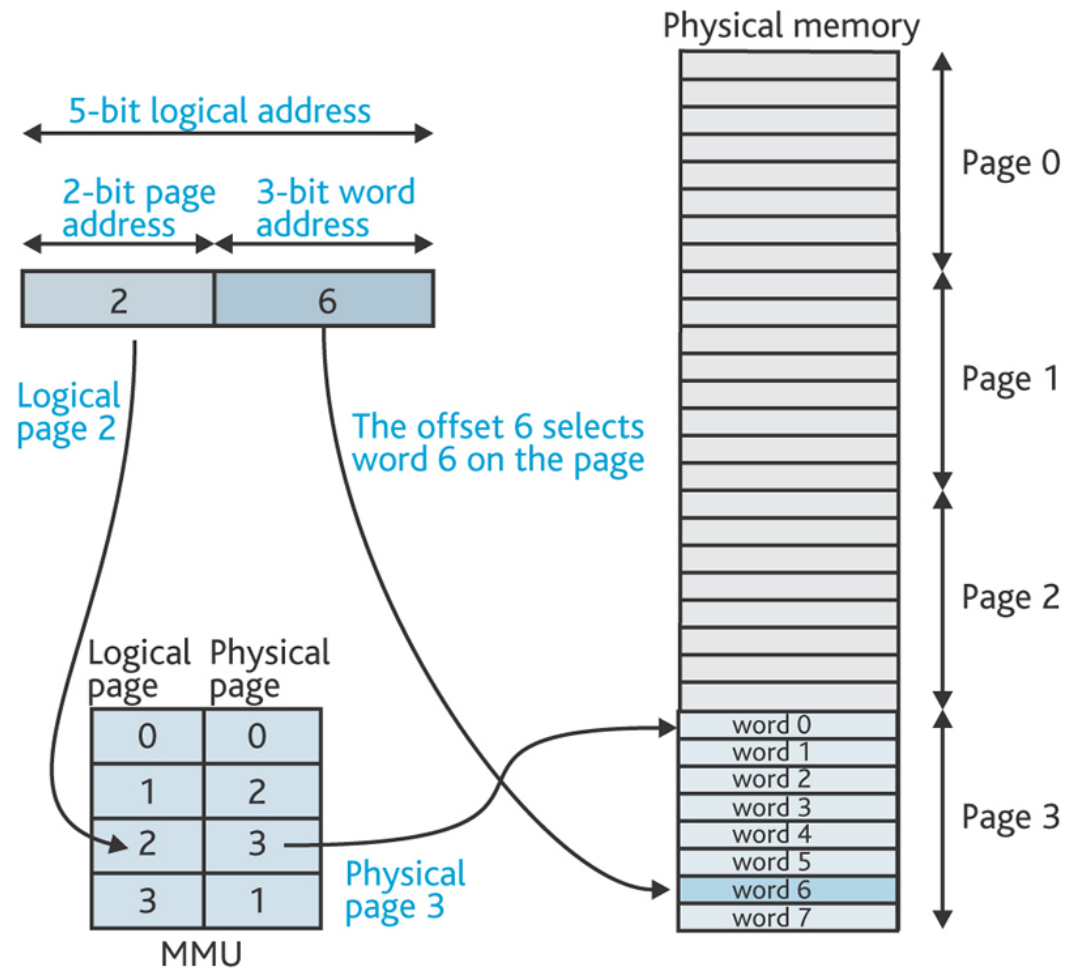 Physical memory
5-bit logical address
2-bit page
address
3-bit word
address
2
6
Logical
page 2
The offset 6 selects
word 6 on the page
Logical
page
Physical
page
0
0
1
2
2
3
3
1
MMU
Physical
page 3
Page 0
Page 1
Page 2
Page 3
word 0
word 1
word 2
word 3
word 4
word 5
word 6
word 7